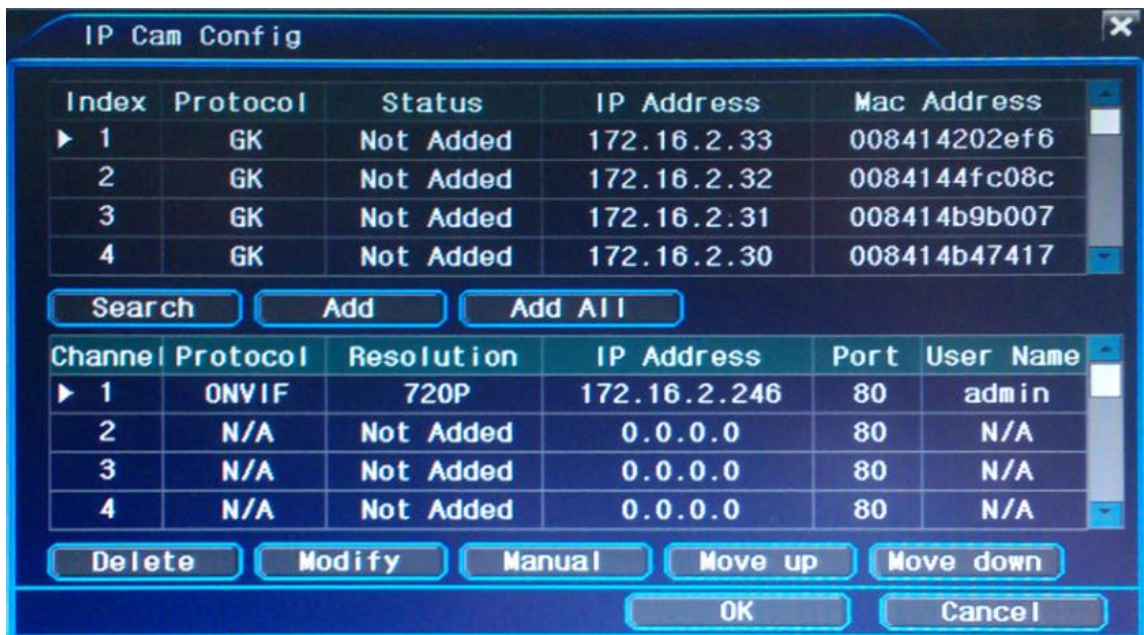 IP Cam Config
Index Protocol Status IP Address Mac Address
1 GK Not Added 172.16.2.33 008414202ef6
2 GK Not Added 172.16.2.32 0084144fc08c
3 GK Not Added 172.16.2.31 008414b9b007
4 GK Not Added 172.16.2.30 008414b47417
Search Add Add All
Channel Protocol Resolution IP Address Port User Name
1 ONVIF 720P 172.16.2.246 80 admin
2 N/A Not Added 0.0.0.0 80 N/A
3 N/A Not Added 0.0.0.0 80 N/A
4 N/A Not Added 0.0.0.0 80 N/A
Delete Modify Manual Move up Move down
OK Cancel